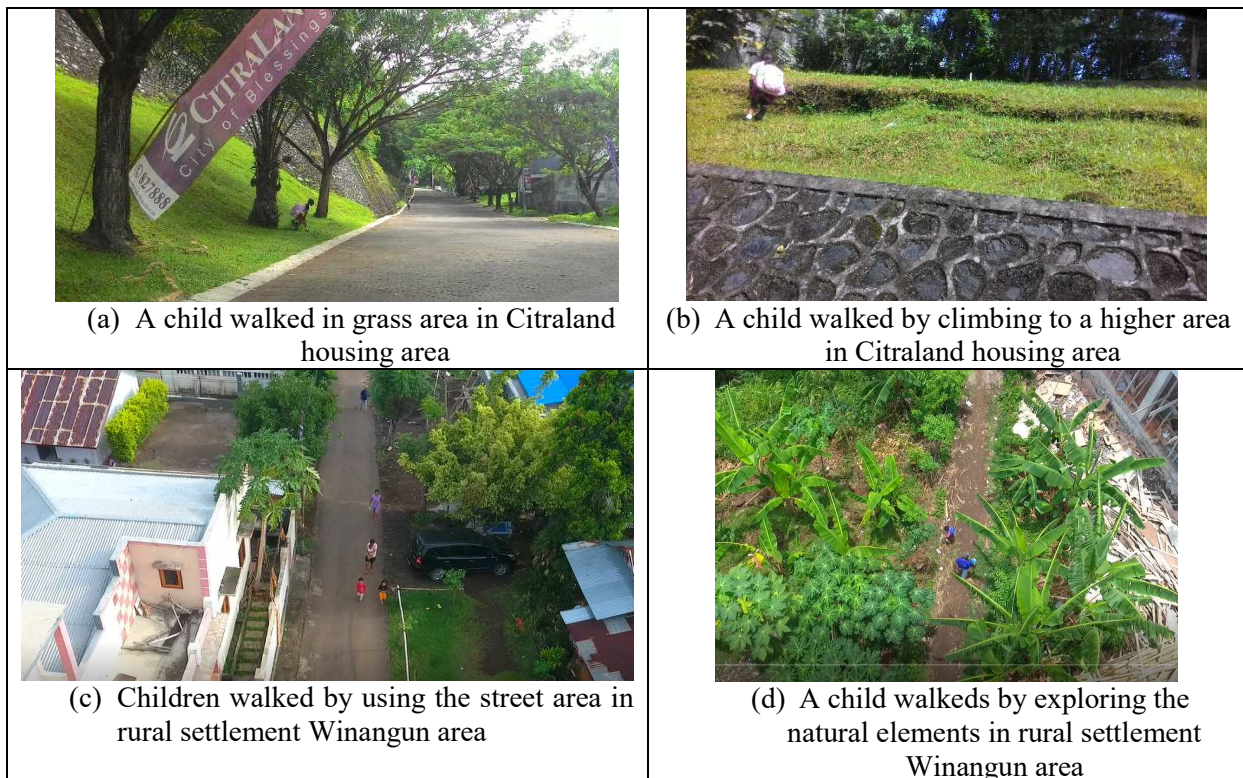 CITRALAND
City of Blessings
827888
(a) A child walked in grass area in Citraland
housing area
(b) A child walked by climbing to a higher area
in Citraland housing area
(c) Children walked by using the street area in
rural settlement Winangun area
(d) A child walkeds by exploring the
natural elements in rural settlement
Winangun area